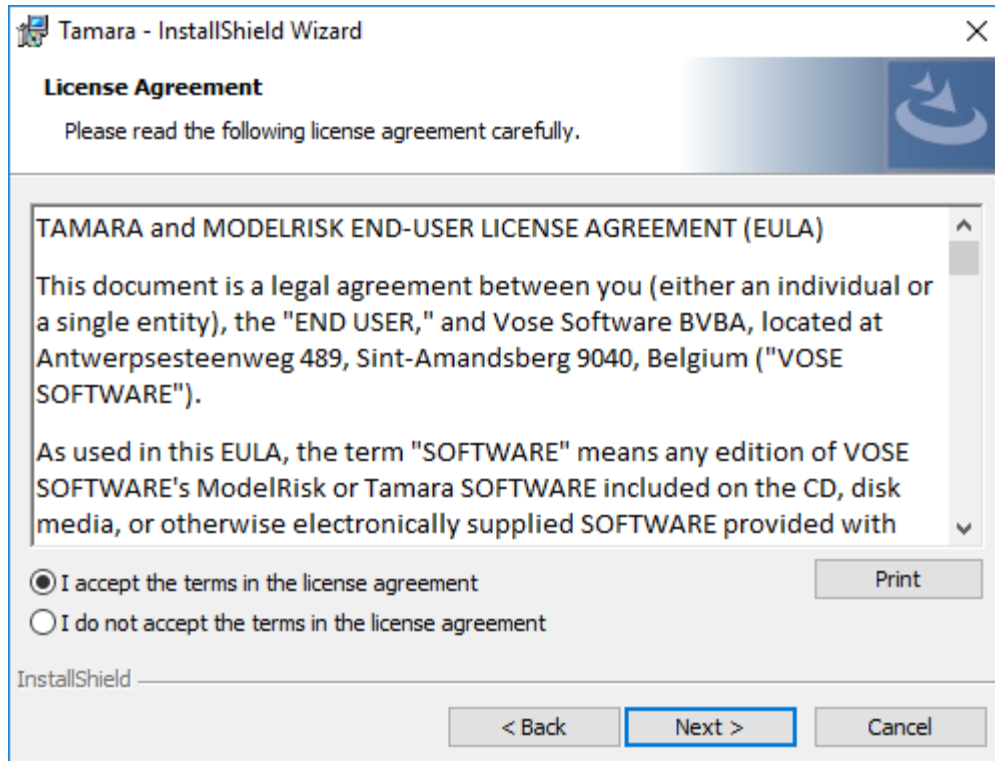 Tamara - InstallShield Wizard
License Agreement
Please read the following license agreement carefully.
TAMARA and MODELRISK END-USER LICENSE AGREEMENT (EULA)
This document is a legal agreement between you (either an individual or
a single entity), the "END USER," and Vose Software BVBA, located at
Antwerpsesteenweg 489, Sint-Amandsberg 9040, Belgium ("VOSE
SOFTWARE").
As used in this EULA, the term "SOFTWARE" means any edition of VOSE
SOFTWARE's ModelRisk or Tamara SOFTWARE included on the CD, disk
media, or otherwise electronically supplied SOFTWARE provided with
I accept the terms in the license agreement
Print
I do not accept the terms in the license agreement
InstallShield
< Back
Next >
Cancel